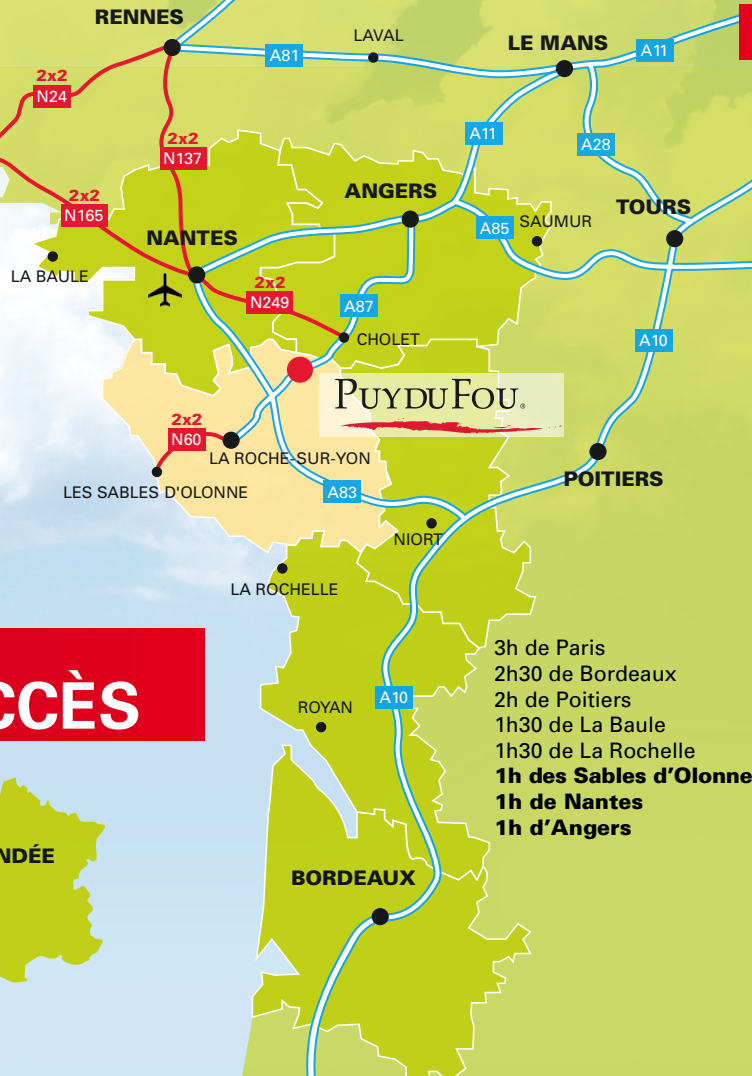 RENNES
LAVAL
LE MANS
A11
A81
2x2
N24
A11
2x2
N137
A28
ANGERS
2x2
N165
TOURS
SAUMUR
A85
NANTES
LA BAULE
2x2
N249
A87
CHOLET
A10
PUY DU FOU®
2x2
N60
LA ROCHE-SUR-YON
POITIERS
LES SABLES D'OLONNE
A83
NIORT
LA ROCHELLE
3h de Paris
2h30 de Bordeaux
2h de Poitiers
1h30 de La Baule
1h30 de La Rochelle
1h des Sables d'Olonne
1h de Nantes
1h d'Angers
CCÈS
A10
ROYAN
NDÉE
BORDEAUX